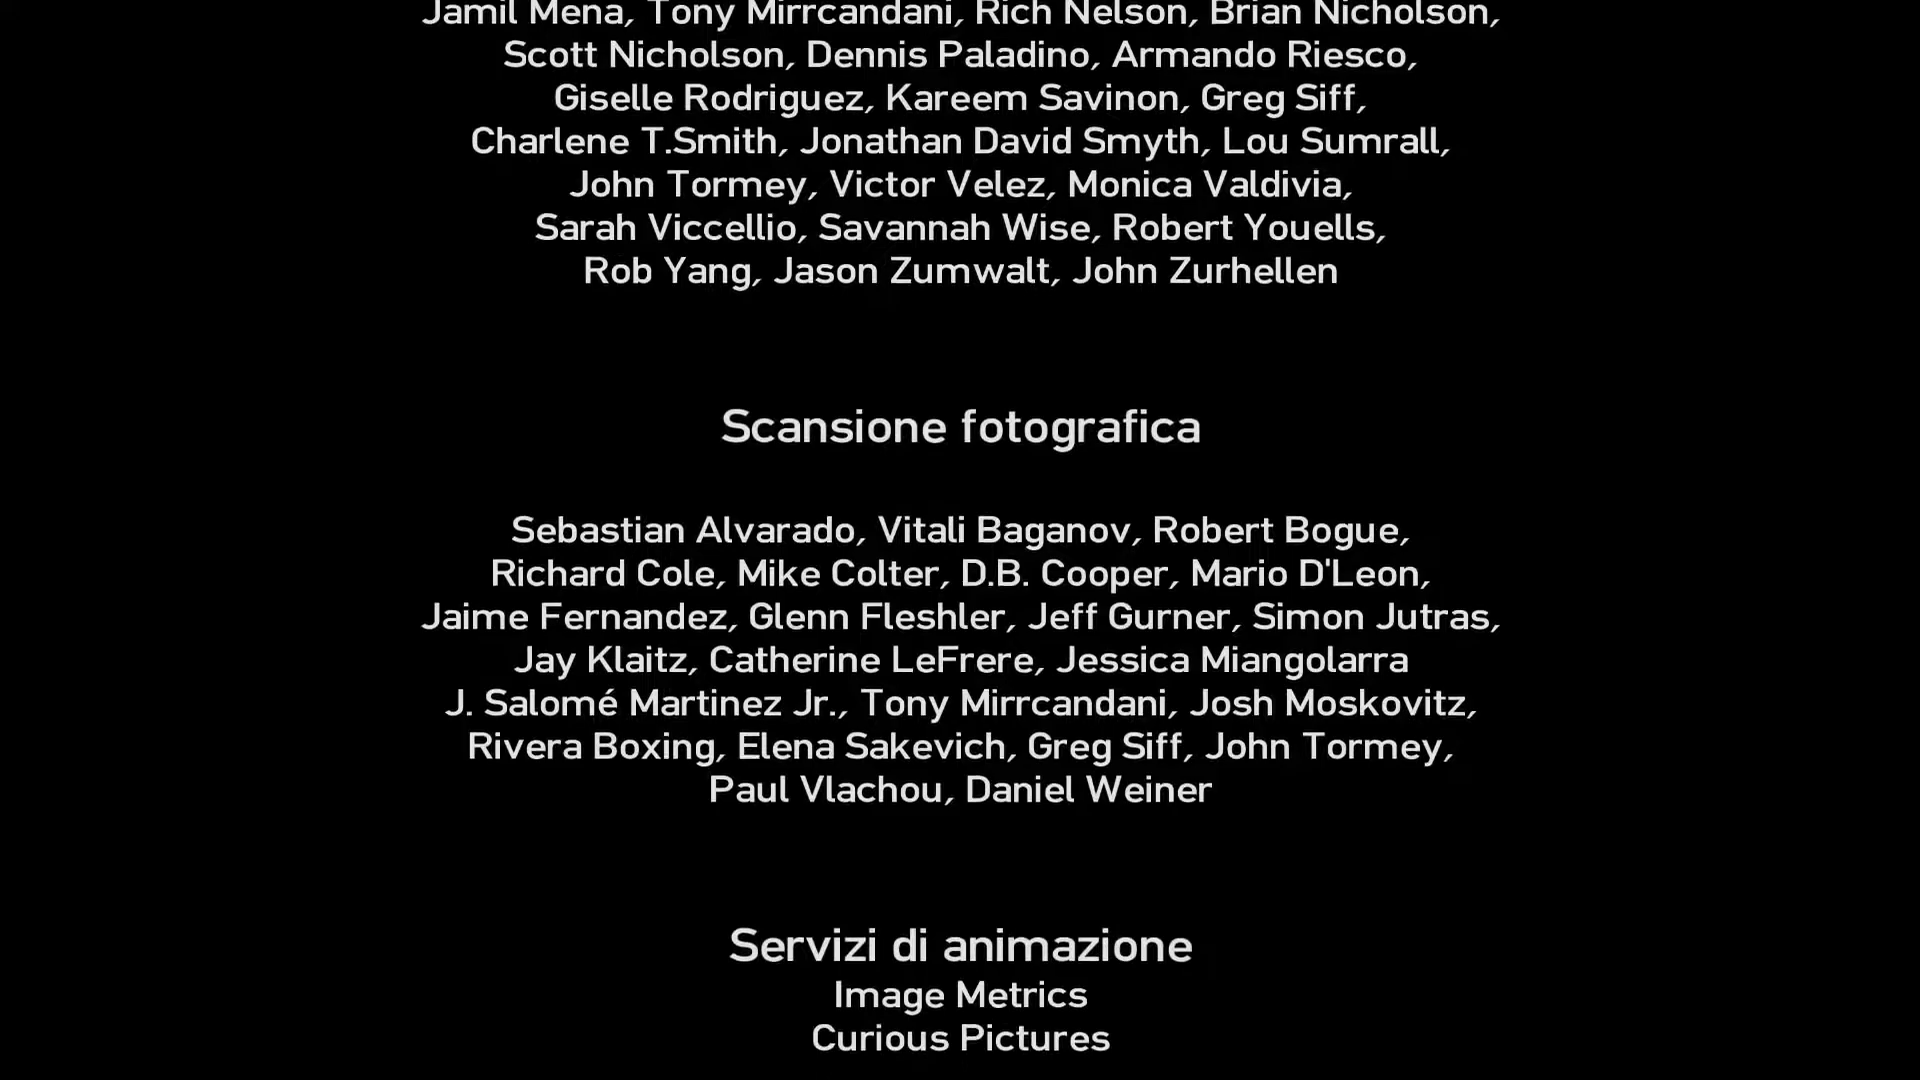 Jamil Mena, Tony Mirrcandani, Rich Nelson, Brian Nicholson,
Scott Nicholson, Dennis Paladino, Armando Riesco,
Giselle Rodriguez, Kareem Savinon, Greg Siff,
Charlene T.Smith, Jonathan David Smyth, Lou Sumrall,
John Tormey, Victor Velez, Monica Valdivia,
Sarah Viccellio, Savannah Wise, Robert Youells,
Rob Yang, Jason Zumwalt, John Zurhellen
Scansione fotografica
Sebastian Alvarado, Vitali Baganov, Robert Bogue,
Richard Cole, Mike Colter, D.B. Cooper, Mario D'Leon,
Jaime Fernandez, Glenn Fleshler, Jeff Gurner, Simon Jutras,
Jay Klaitz, Catherine LeFrere, Jessica Miangolarra
J. Salomé Martinez Jr., Tony Mirrcandani, Josh Moskovitz,
Rivera Boxing, Elena Sakevich, Greg Siff, John Tormey,
Paul Vlachou, Daniel Weiner
Servizi di animazione
Image Metrics
Curious Pictures